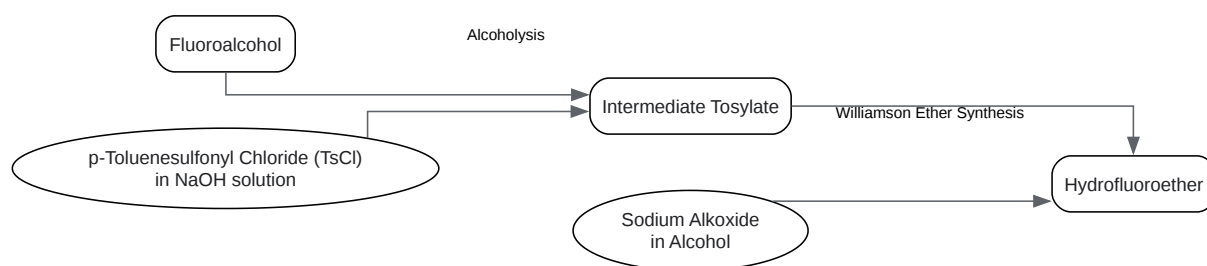 Fluoroalcohol
Alcoholysis
Intermediate Tosylate
Williamson Ether Synthesis
p-Toluenesulfonyl Chloride (TsCl)
in NaOH solution
Hydrofluoroether
Sodium Alkoxide
in Alcohol